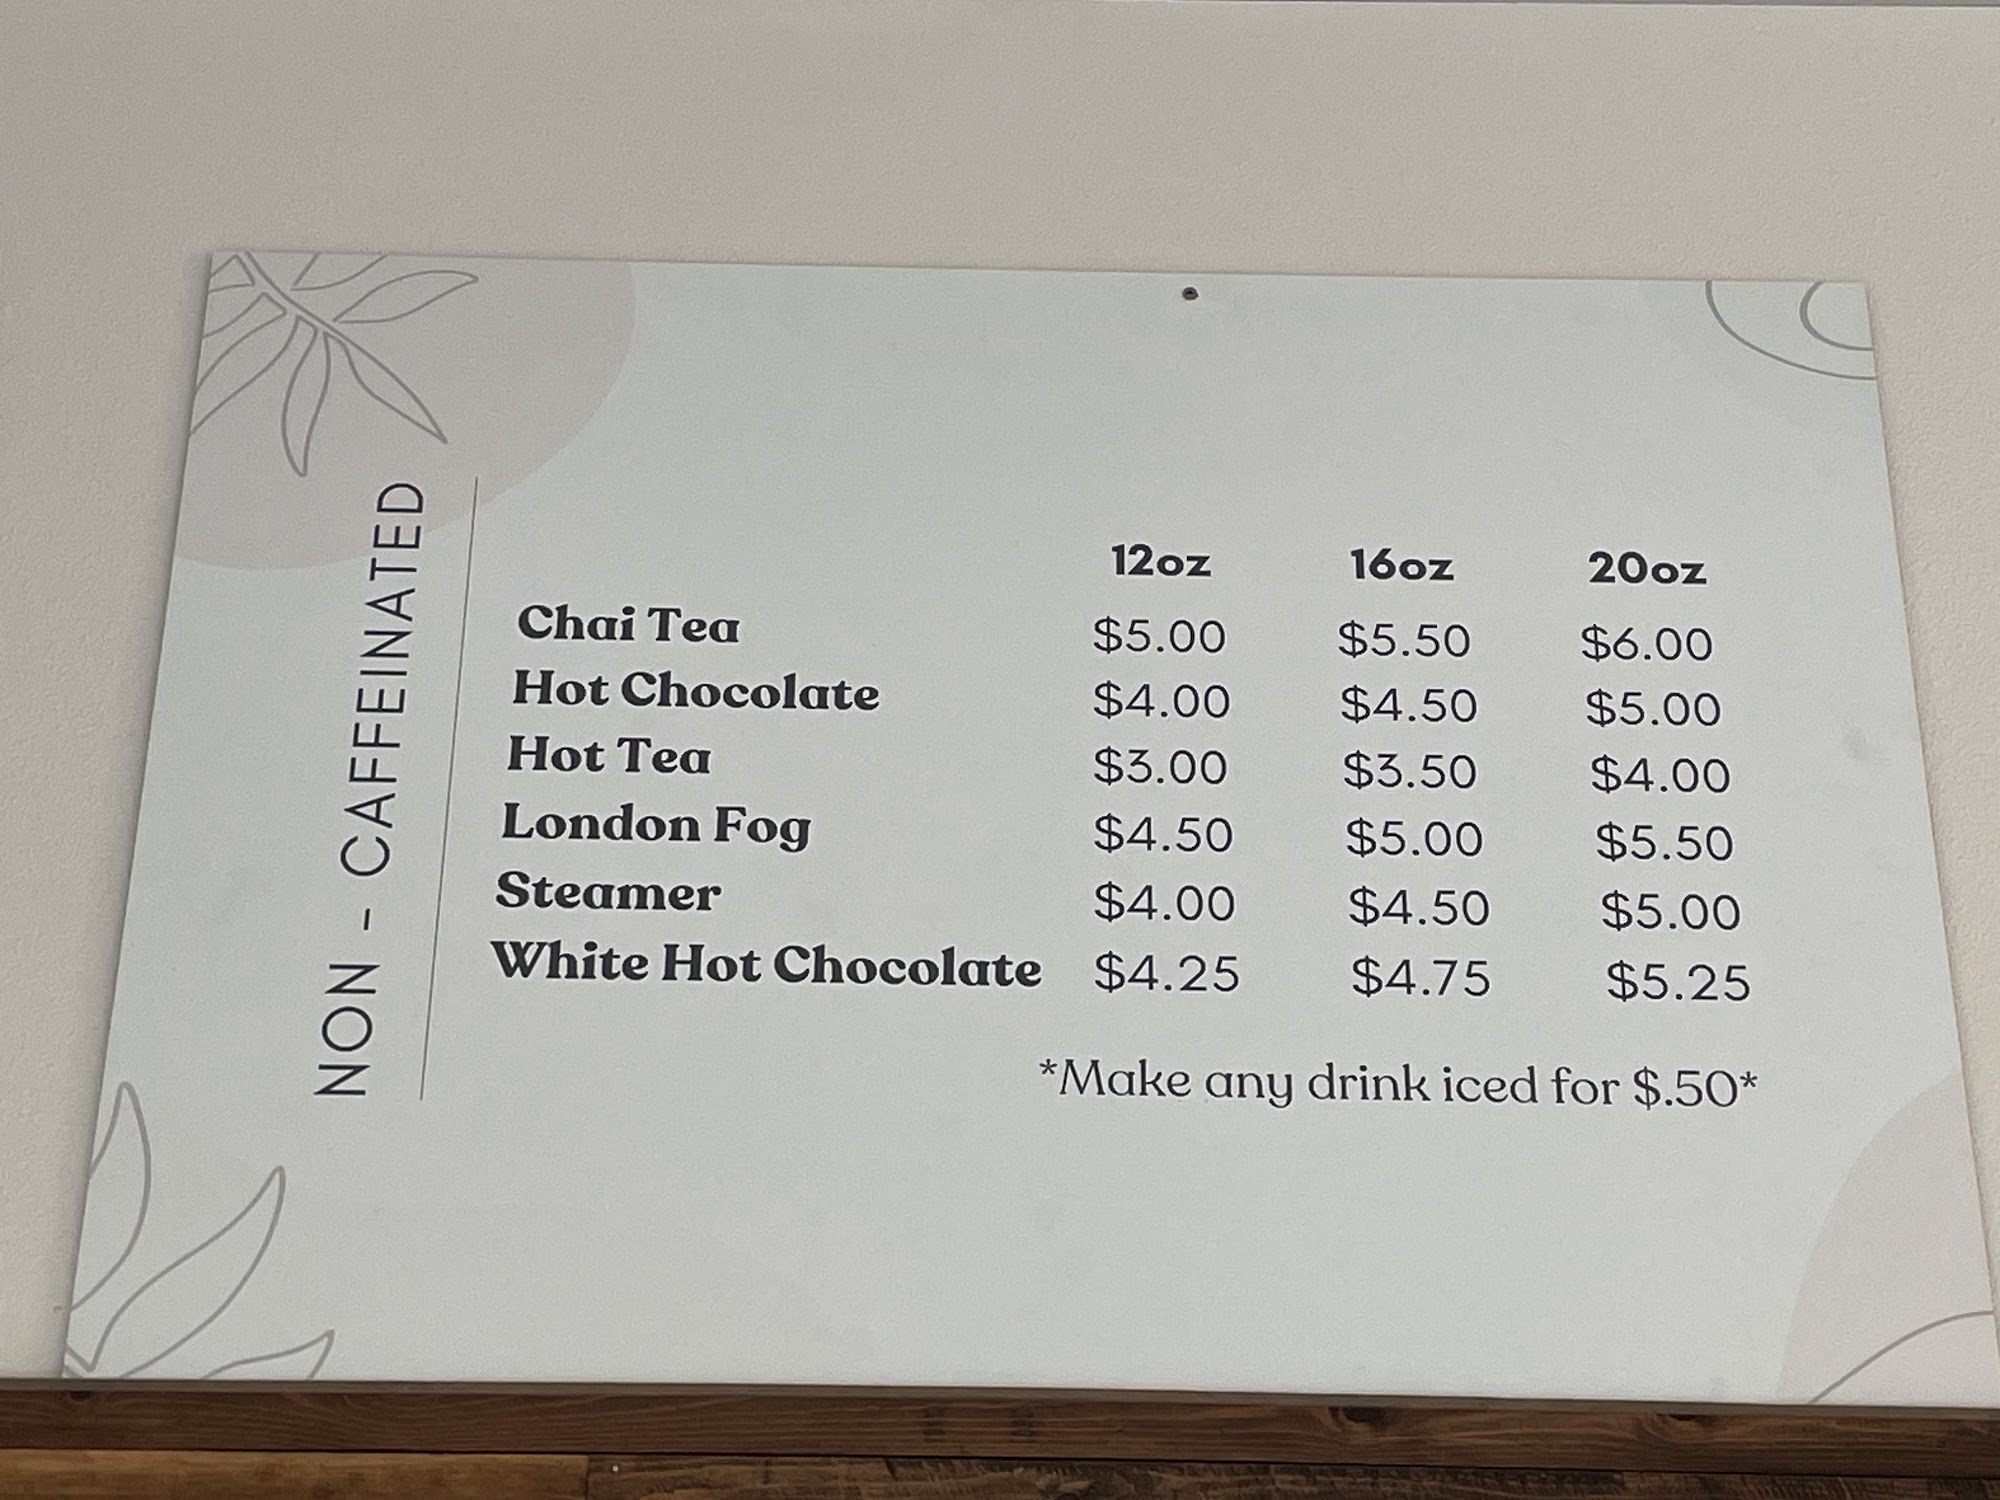 NON - CAFFEINATED
12oz 16oz 20oz
Chai Tea $5.00 $5.50 $6.00
Hot Chocolate $4.00 $4.50 $5.00
Hot Tea $3.00 $3.50 $4.00
London Fog $4.50 $5.00 $5.50
Steamer $4.00 $4.50 $5.00
White Hot Chocolate $4.25 $4.75 $5.25
*Make any drink iced for $.50*